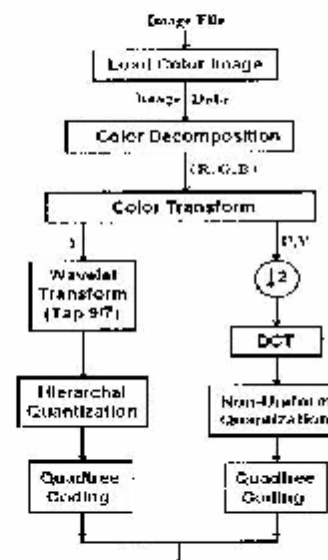 Image File
Load Color Image
Image Data
Color Decomposition
(R, G, B)
Color Transform
Y
U,V
Wavelet
Transform
(Tap 9/7)
↓2
DCT
Hierarchal
Quantization
Non-Uniform
Quantization
Quadtree
Coding
Quadtree
Coding